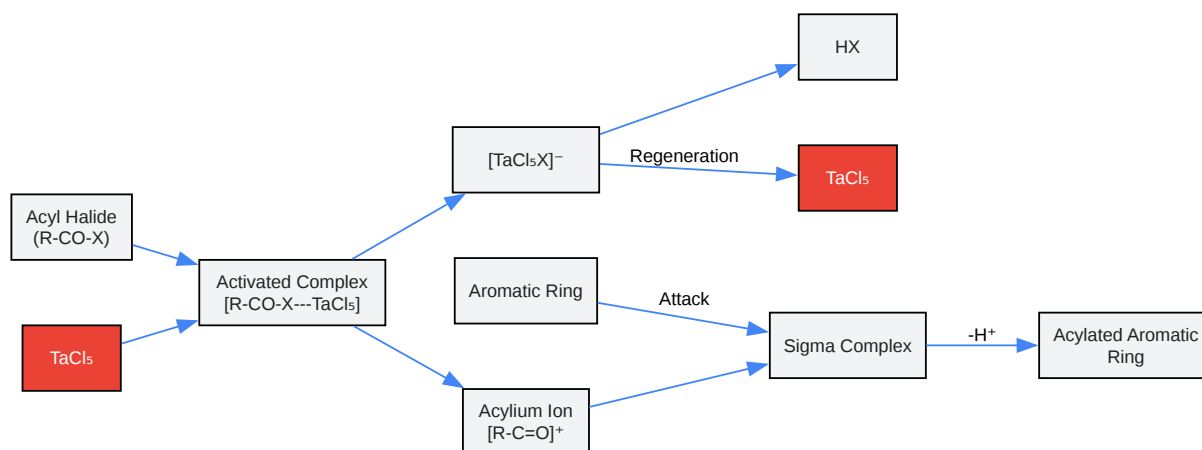 HX
[TaCl₅X]⁻
Regeneration
TaCl₅
Acyl Halide
(R-CO-X)
Activated Complex
[R-CO-X---TaCl₅]
Aromatic Ring
Attack
TaCl₅
Sigma Complex
-H⁺
Acylated Aromatic
Ring
Acylium Ion
[R-C=O]⁺